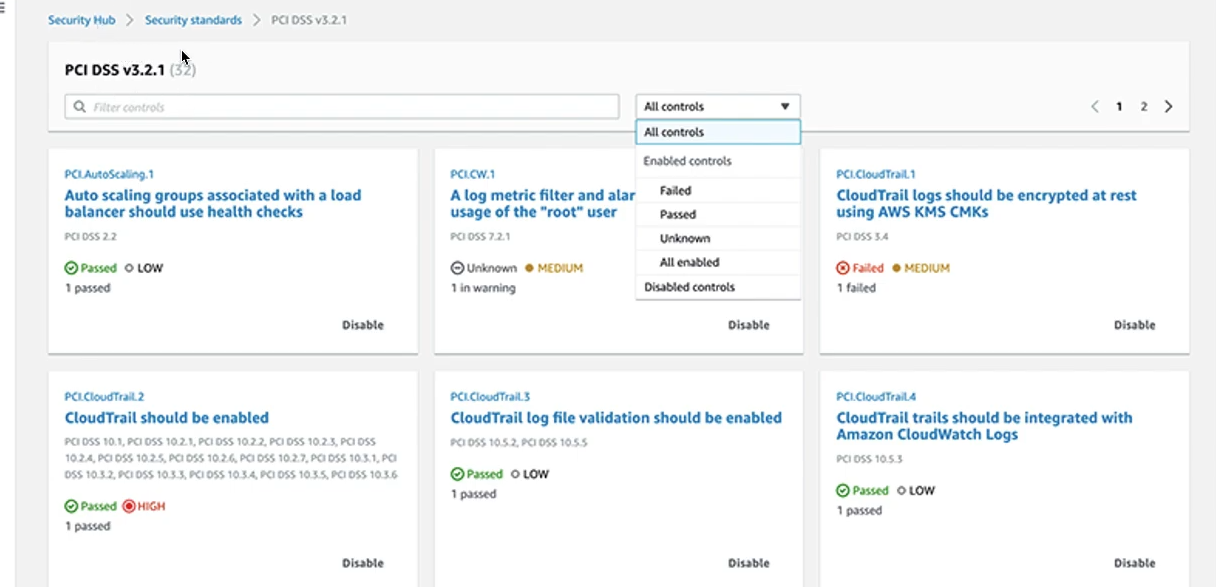 Security Hub > Security standards > PCI DSS v3.2.1
PCI DSS v3.2.1 (32)
Filter controls
All controls
1 2
All controls
Enabled controls
Failed
Passed
Unknown
All enabled
Disabled controls
PCI.AutoScaling.1
Auto scaling groups associated with a load
balancer should use health checks
PCI DSS 2.2
Passed LOW
1 passed
Disable
PCI.CW.1
A log metric filter and alar
usage of the "root" user
PCI DSS 7.2.1
Unknown MEDIUM
1 in warning
Disable
PCI.CloudTrail.1
CloudTrail logs should be encrypted at rest
using AWS KMS CMKs
PCI DSS 3.4
Failed MEDIUM
1 failed
Disable
PCI.CloudTrail.2
CloudTrail should be enabled
PCI DSS 10.1, PCI DSS 10.2.1, PCI DSS 10.2.2, PCI DSS 10.2.3, PCI DSS
10.2.4, PCI DSS 10.2.5, PCI DSS 10.2.6, PCI DSS 10.2.7, PCI DSS 10.3.1, PCI
DSS 10.3.2, PCI DSS 10.3.3, PCI DSS 10.3.4, PCI DSS 10.3.5, PCI DSS 10.3.6
Passed HIGH
1 passed
Disable
PCI.CloudTrail.3
CloudTrail log file validation should be enabled
PCI DSS 10.5.2, PCI DSS 10.5.5
Passed LOW
1 passed
Disable
PCI.CloudTrail.4
CloudTrail trails should be integrated with
Amazon CloudWatch Logs
PCI DSS 10.5.3
Passed LOW
1 passed
Disable